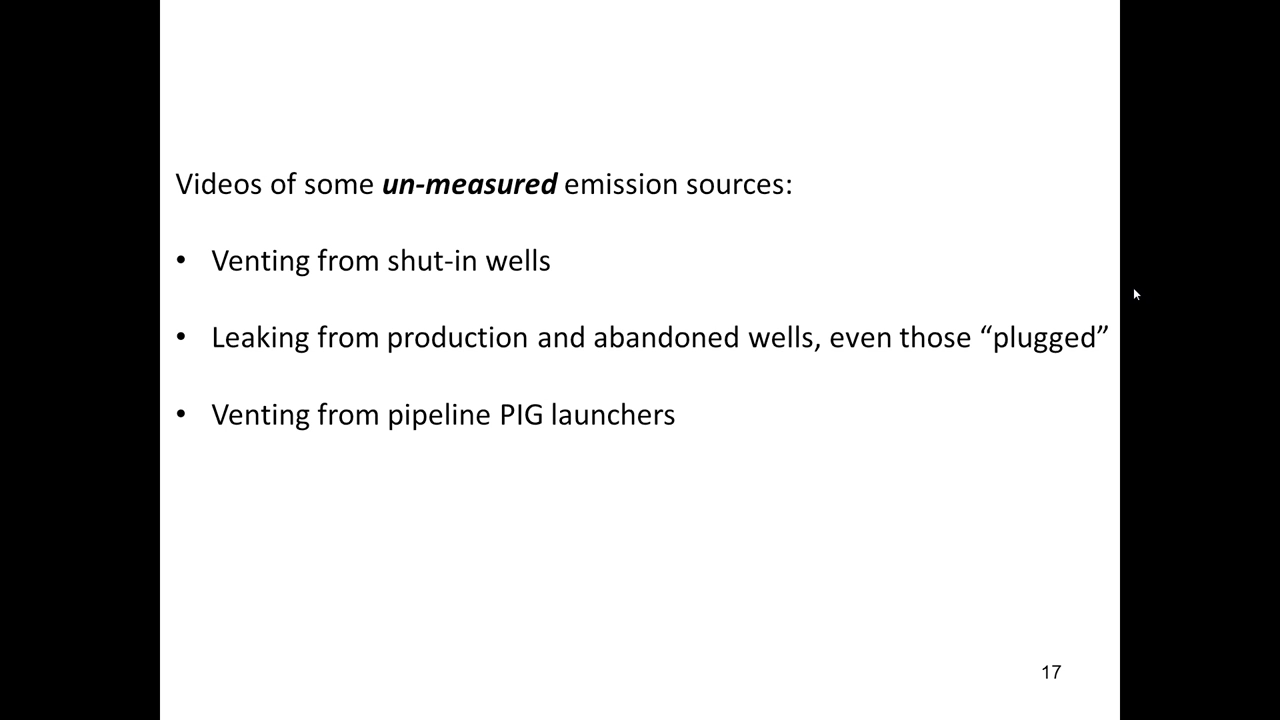 Videos of some un-measured emission sources:
• Venting from shut-in wells
• Leaking from production and abandoned wells, even those “plugged”
• Venting from pipeline PIG launchers
17